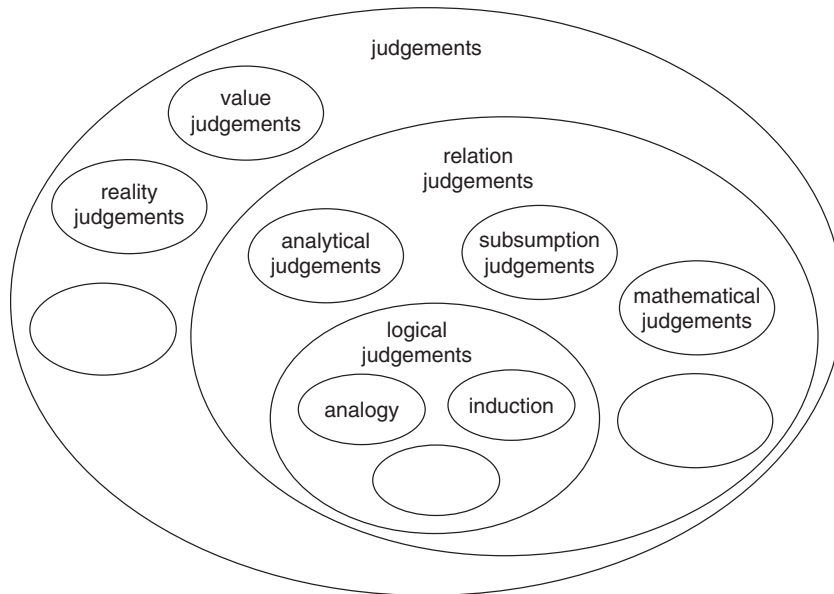 judgements
value
judgements
relation
judgements
reality
judgements
analytical
judgements
subsumption
judgements
mathematical
judgements
logical
judgements
analogy
induction